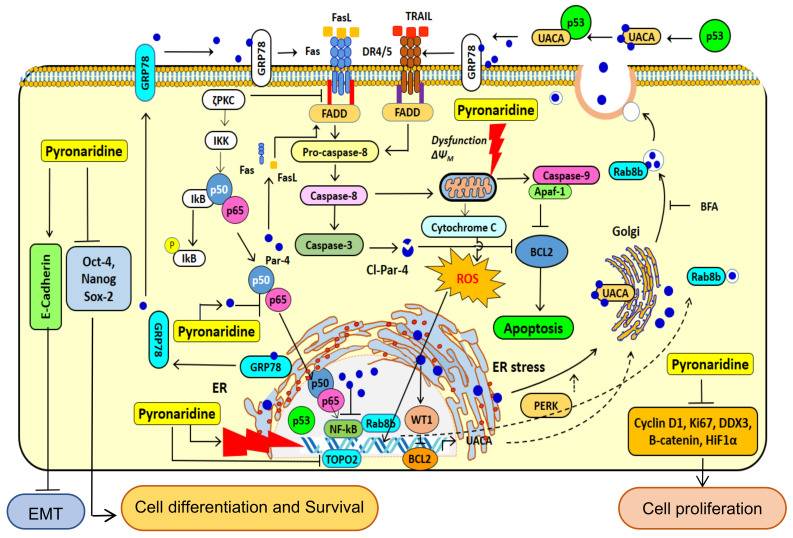 FasL
TRAIL
p53
UACA
UACA
p53
GRP78
GRP78
Fas
DR4/5
GRP78
ζPKC
FADD
FADD
Pyronaridine
IKK
Pro-caspase-8
Dysfunction
ΔΨM
Pyronaridine
Fas
FasL
p50
IkB
p65
Caspase-8
Caspase-9
Apaf-1
Rab8b
BFA
P
IkB
Cytochrome C
Caspase-3
BCL2
Golgi
Par-4
Cl-Par-4
Oct-4,
Nanog
Sox-2
E-Cadherin
p50
p65
ROS
UACA
Rab8b
Pyronaridine
Apoptosis
GRP78
GRP78
ER
ER stress
Pyronaridine
p50
p65
PERK
Pyronaridine
p53
NF-kB
Rab8b
WT1
UACA
TOPO2
BCL2
Cyclin D1, Ki67, DDX3,
B-catenin, HiF1α
EMT
Cell differentiation and Survival
Cell proliferation